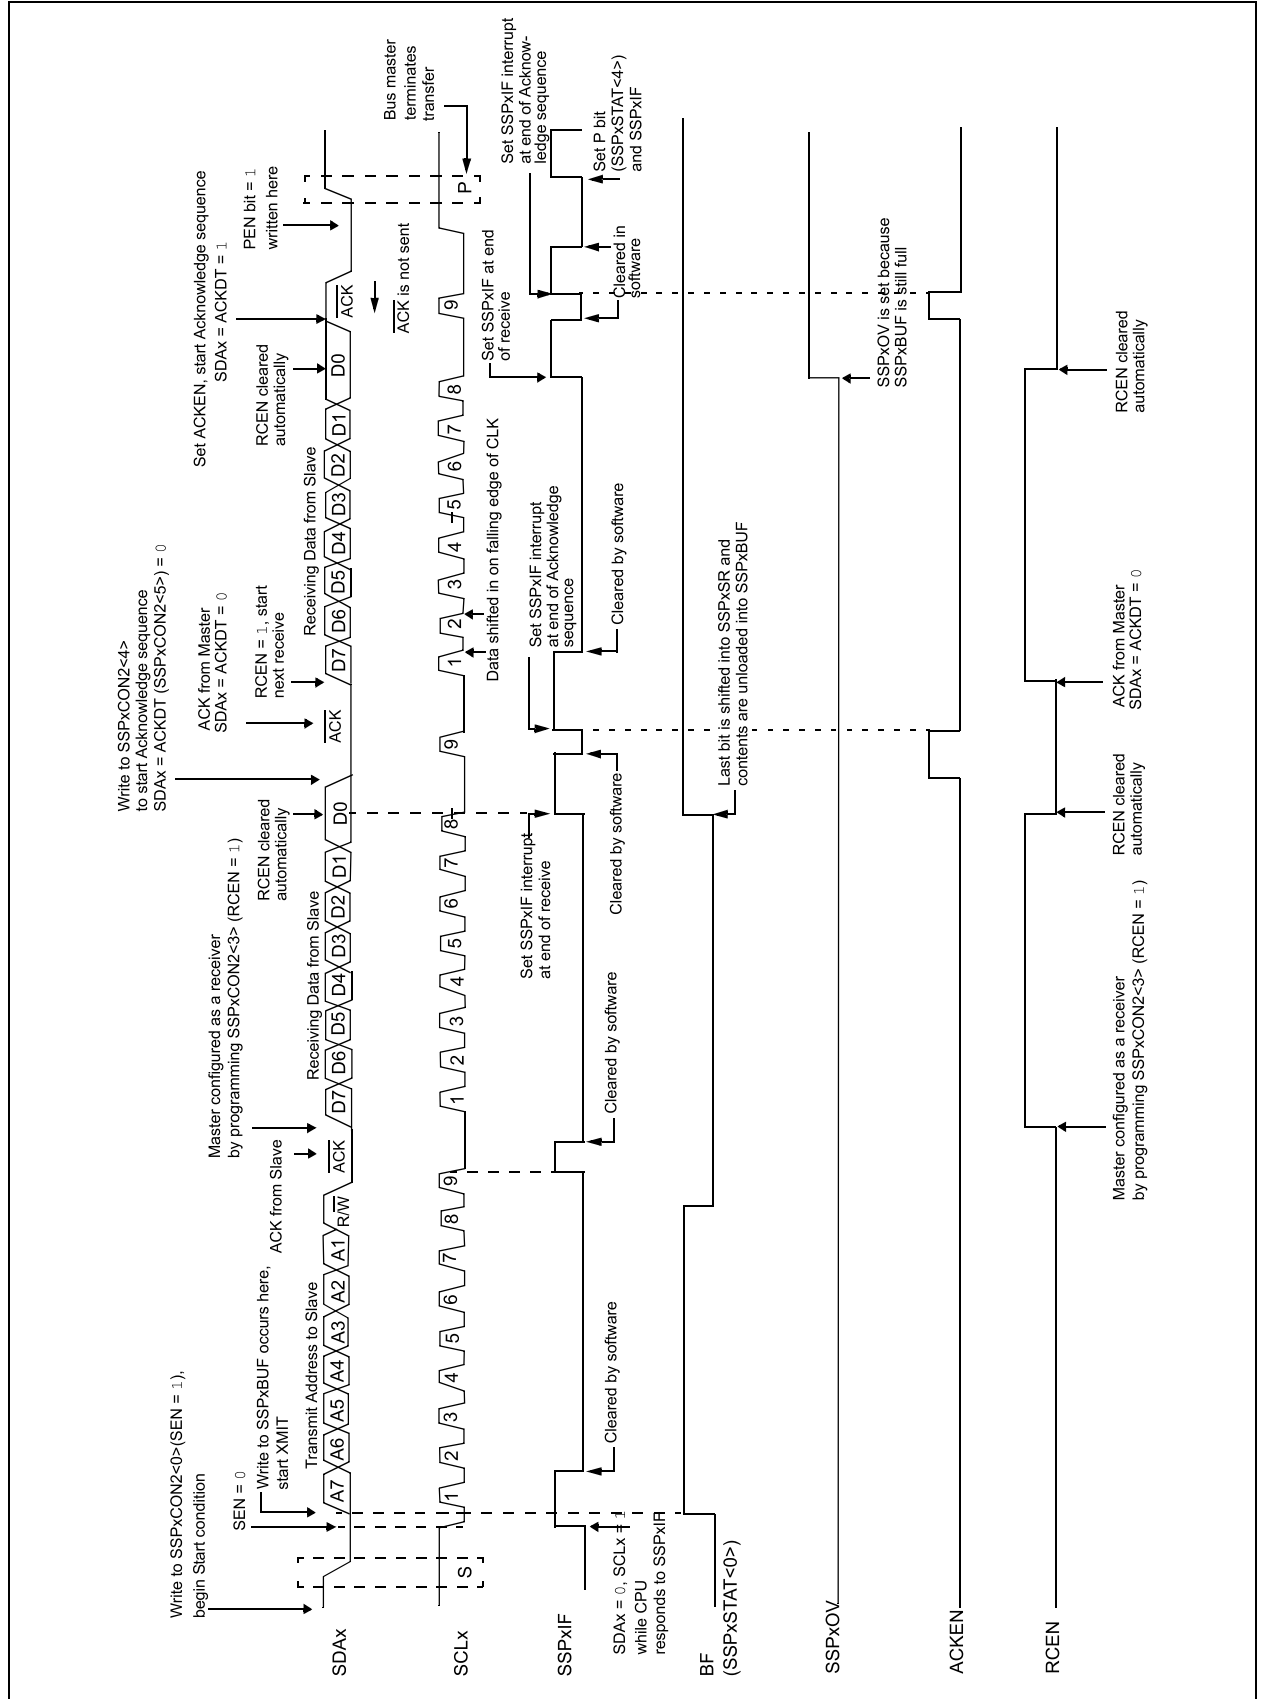 Write to SSPxCON2<4>
to start Acknowledge sequence
SDAx = ACKDT (SSPxCON2<5>) = 0
Set ACKEN, start Acknowledge sequence
SDAx = ACKDT = 1
Write to SSPxCON2<0>(SEN = 1),
begin Start condition
Master configured as a receiver
by programming SSPxCON2<3> (RCEN = 1)
ACK from Master
SDAx = ACKDT = 0
PEN bit = 1
written here
SEN = 0
Write to SSPxBUF occurs here,
start XMIT
ACK from Slave
RCEN cleared
automatically
RCEN = 1, start
next receive
RCEN cleared
automatically
Transmit Address to Slave
Receiving Data from Slave
Receiving Data from Slave
SDAx
A7 A6 A5 A4 A3 A2 A1 R/W ACK D7 D6 D5 D4 D3 D2 D1 D0 ACK D7 D6 D5 D4 D3 D2 D1 D0 ACK
ACK is not sent
Bus master
terminates
transfer
SCLx
S 1 2 3 4 5 6 7 8 9 1 2 3 4 5 6 7 8 9 1 2 3 4 5 6 7 8 9 P
Data shifted in on falling edge of CLK
Set SSPxIF interrupt
at end of receive
Set SSPxIF interrupt
at end of Acknowledge
sequence
Set SSPxIF at end
of receive
Set SSPxIF interrupt
at end of Acknow-
ledge sequence
SSPxIF
Set P bit
(SSPxSTAT<4>)
and SSPxIF
SDAx = 0, SCLx = 1
while CPU
responds to SSPxIF
Cleared by software
Cleared by software
Cleared by software
Cleared by software
Cleared in
software
BF
(SSPxSTAT<0>)
Last bit is shifted into SSPxSR and
contents are unloaded into SSPxBUF
SSPxOV
SSPxOV is set because
SSPxBUF is still full
ACKEN
RCEN
Master configured as a receiver
by programming SSPxCON2<3> (RCEN = 1)
RCEN cleared
automatically
ACK from Master
SDAx = ACKDT = 0
RCEN cleared
automatically